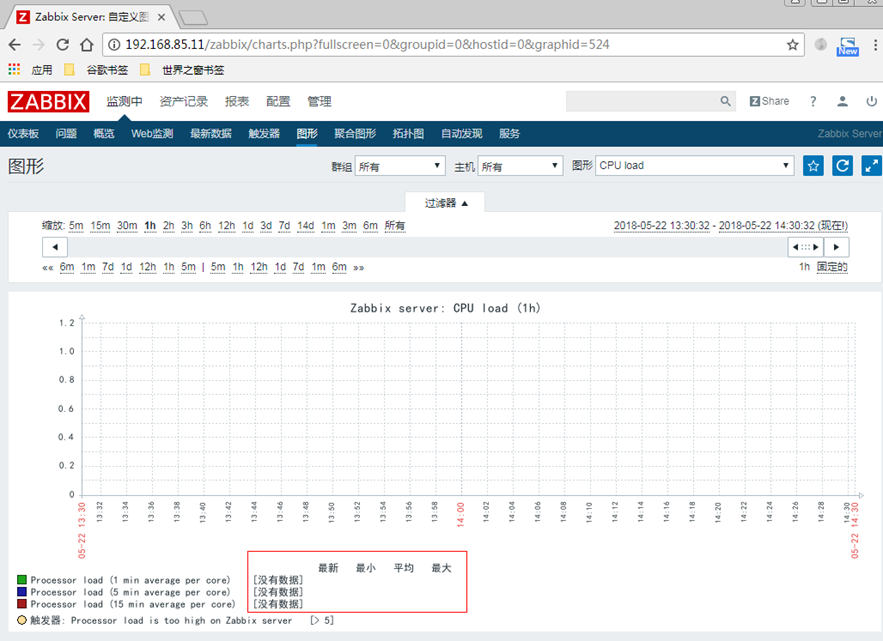 Zabbix Server: 自定义图
192.168.85.11/zabbix/charts.php?fullscreen=0&groupid=0&hostid=0&graphid=524
New
应用 谷歌书签 世界之窗书签
ZABBIX 监测中 资产记录 报表 配置 管理 Share ?
仪表板 问题 概览 Web监测 最新数据 触发器 图形 聚合图形 拓扑图 自动发现 服务 Zabbix Server
图形 群组 所有 主机 所有 图形 CPU load
过滤器 ▲
缩放: 5m 15m 30m 1h 2h 3h 6h 12h 1d 3d 7d 14d 1m 3m 6m 所有 2018-05-22 13:30:32 - 2018-05-22 14:30:32 (现在!)
«« 6m 1m 7d 1d 12h 1h 5m | 5m 1h 12h 1d 7d 1m 6m »» 1h 固定的
Zabbix server: CPU load (1h)
1.2
1.0
0.8
0.6
0.4
0.2
0
05-22 13:30 13:32 13:34 13:36 13:38 13:40 13:42 13:44 13:46 13:48 13:50 13:52 13:54 13:56 13:58 14:00 14:02 14:04 14:06 14:08 14:10 14:12 14:14 14:16 14:18 14:20 14:22 14:24 14:26 14:28 14:30 05-22 14:30
最新 最小 平均 最大
Processor load (1 min average per core) [没有数据]
Processor load (5 min average per core) [没有数据]
Processor load (15 min average per core) [没有数据]
触发器: Processor load is too high on Zabbix server [> 5]